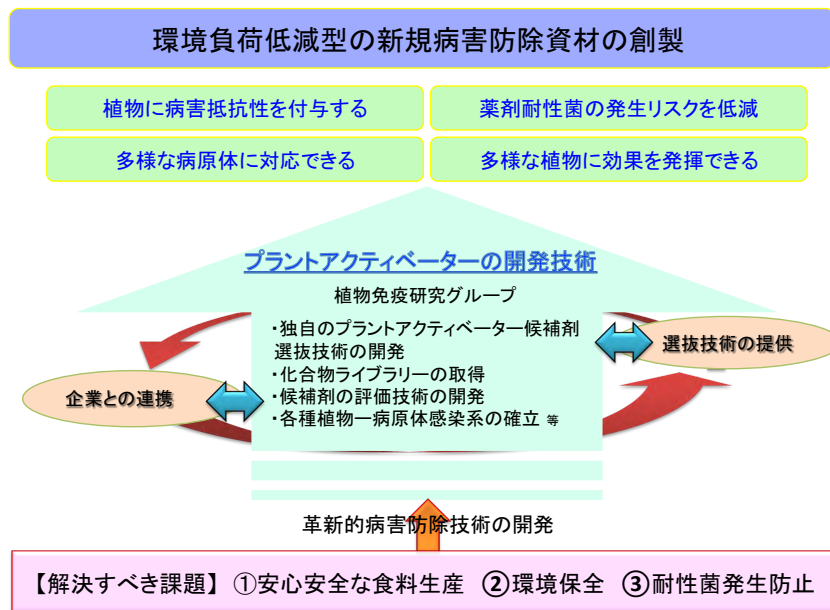 環境負荷低減型の新規病害防除資材の創製
植物に病害抵抗性を付与する
薬剤耐性菌の発生リスクを低減
多様な病原体に対応できる
多様な植物に効果を発揮できる
プラントアクティベーターの開発技術
植物免疫研究グループ
・独自のプラントアクティベーター候補剤
選抜技術の開発
・化合物ライブラリーの取得
・候補剤の評価技術の開発
・各種植物ー病原体感染系の確立 等
選抜技術の提供
企業との連携
革新的病害防除技術の開発
【解決すべき課題】 ①安心安全な食料生産 ②環境保全 ③耐性菌発生防止